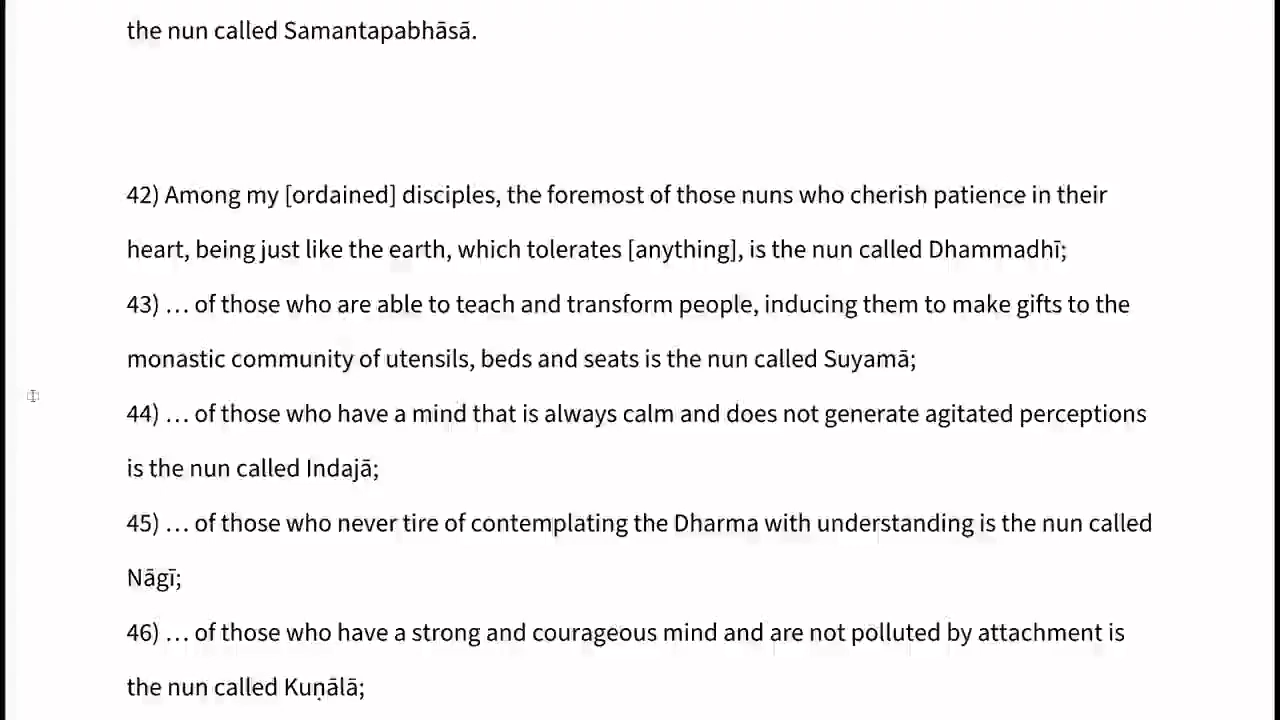 the nun called Samantapabhāsā.
42) Among my [ordained] disciples, the foremost of those nuns who cherish patience in their
heart, being just like the earth, which tolerates [anything], is the nun called Dhammadhī;
43) … of those who are able to teach and transform people, inducing them to make gifts to the
monastic community of utensils, beds and seats is the nun called Suyamā;
44) … of those who have a mind that is always calm and does not generate agitated perceptions
is the nun called Indajā;
45) … of those who never tire of contemplating the Dharma with understanding is the nun called
Nāgī;
46) … of those who have a strong and courageous mind and are not polluted by attachment is
the nun called Kuṇālā;